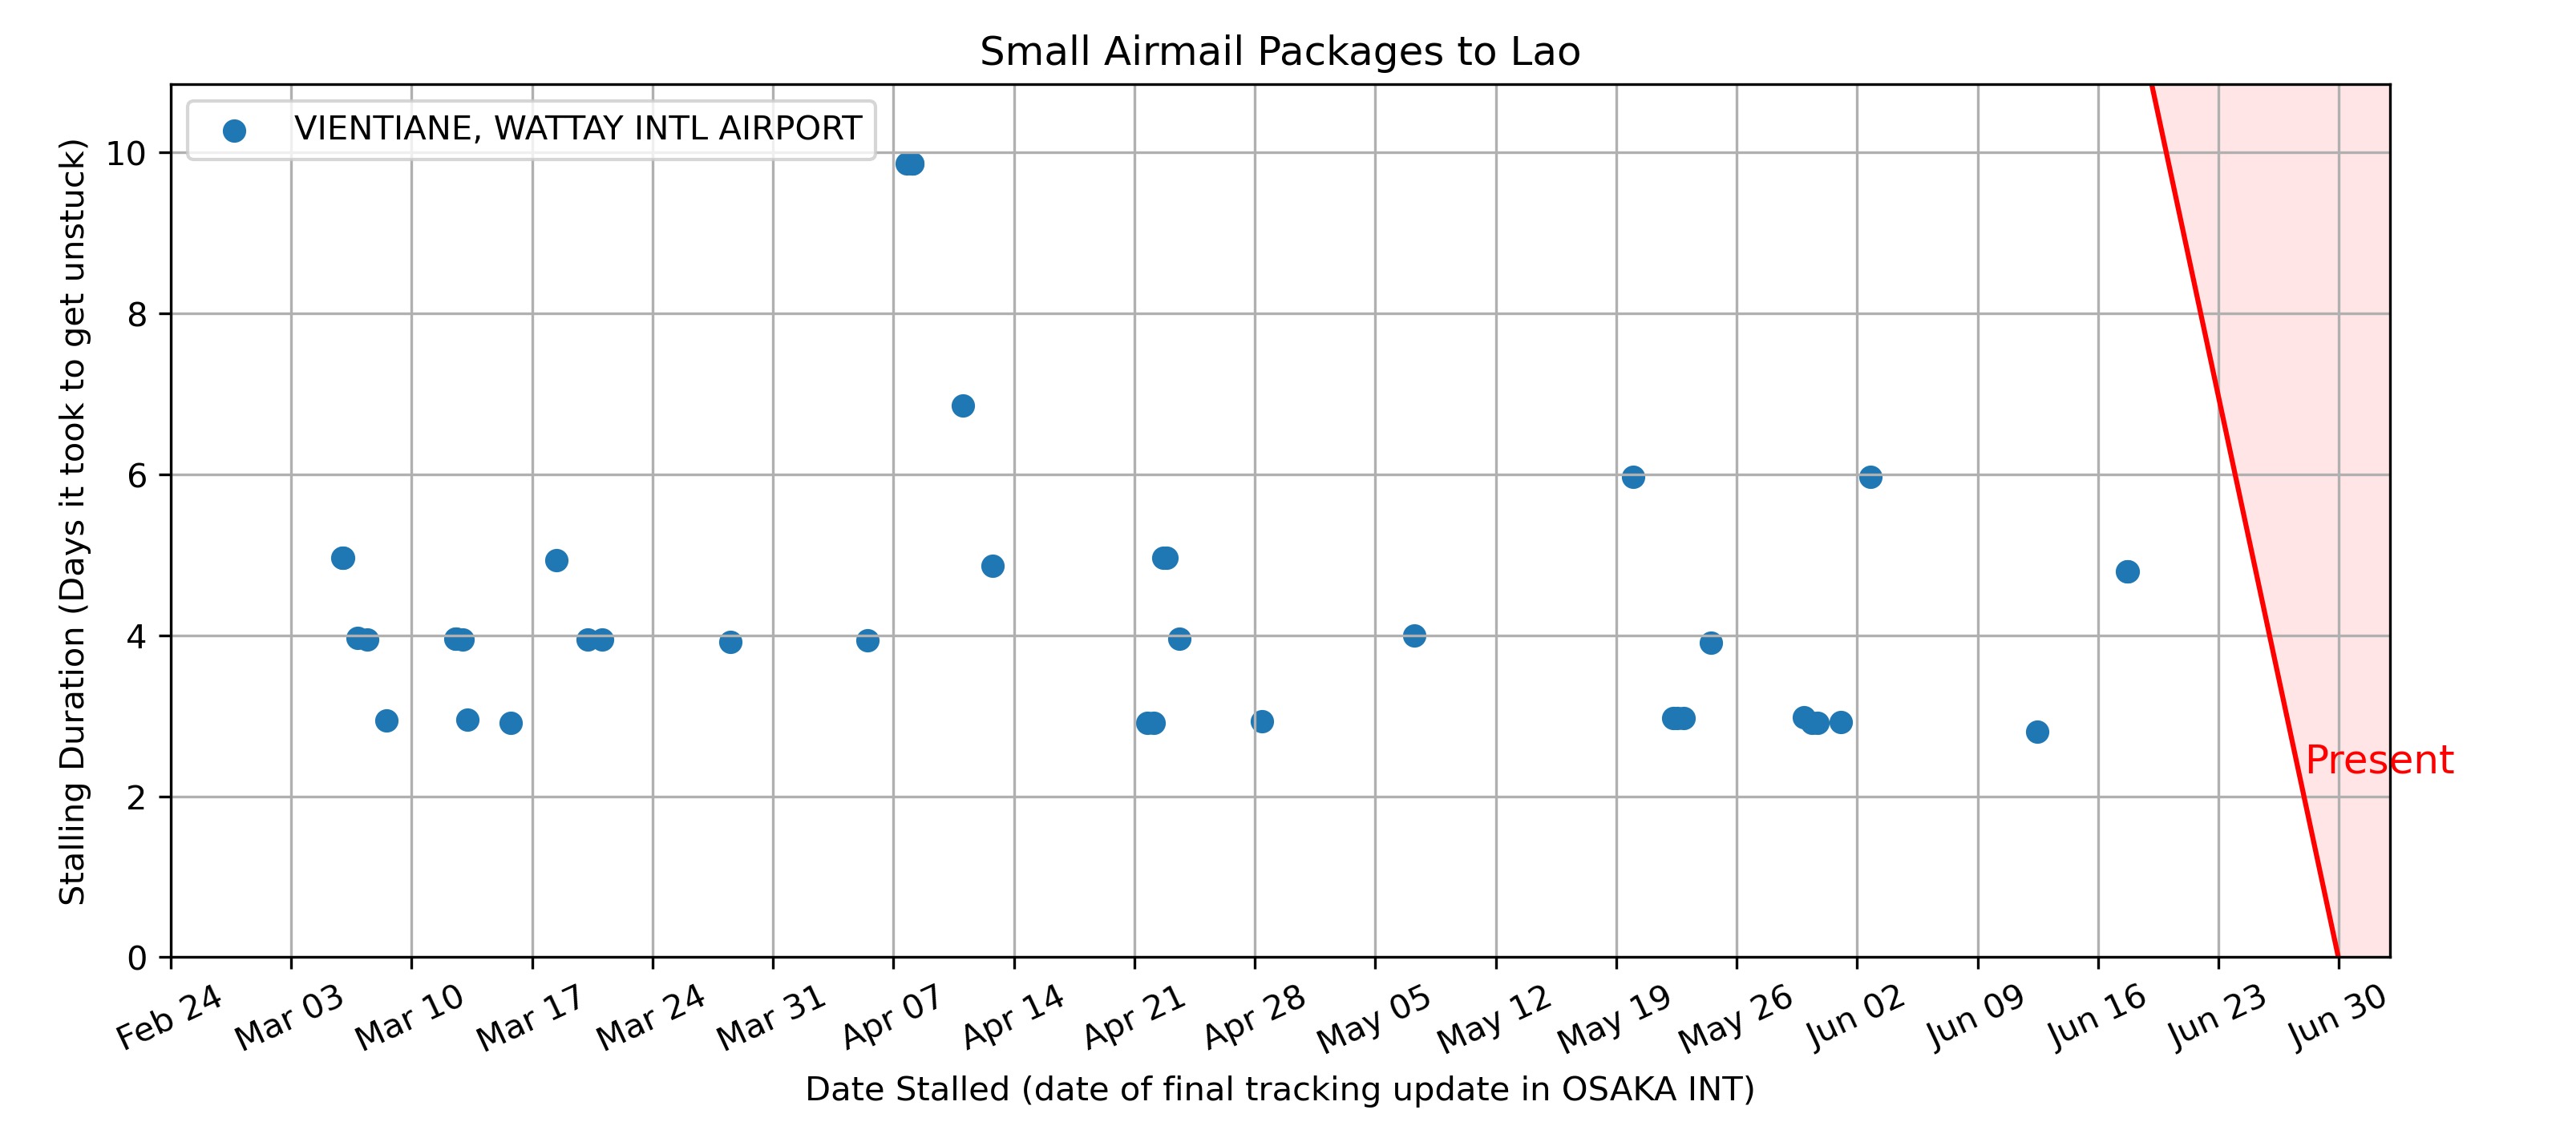 Small Airmail Packages to Lao
VIENTIANE, WATTAY INTL AIRPORT
Stalling Duration (Days it took to get unstuck)
10
8
6
4
2
0
Present
Feb 24 Mar 03 Mar 10 Mar 17 Mar 24 Mar 31 Apr 07 Apr 14 Apr 21 Apr 28 May 05 May 12 May 19 May 26 Jun 02 Jun 09 Jun 16 Jun 23 Jun 30
Date Stalled (date of final tracking update in OSAKA INT)